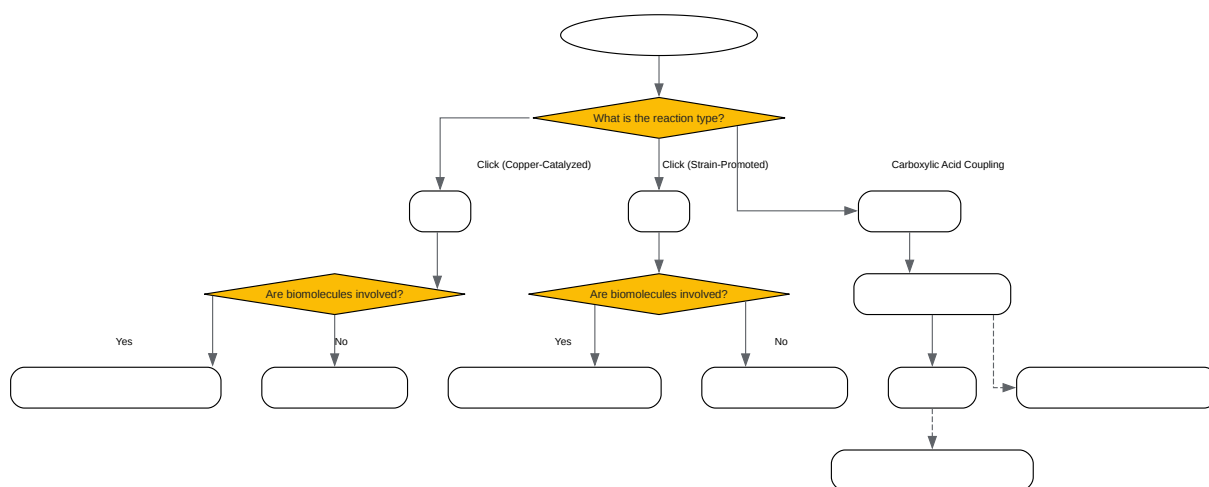 What is the reaction type?
Click (Copper-Catalyzed)
Click (Strain-Promoted)
Carboxylic Acid Coupling
Are biomolecules involved?
Are biomolecules involved?
Yes
No
Yes
No